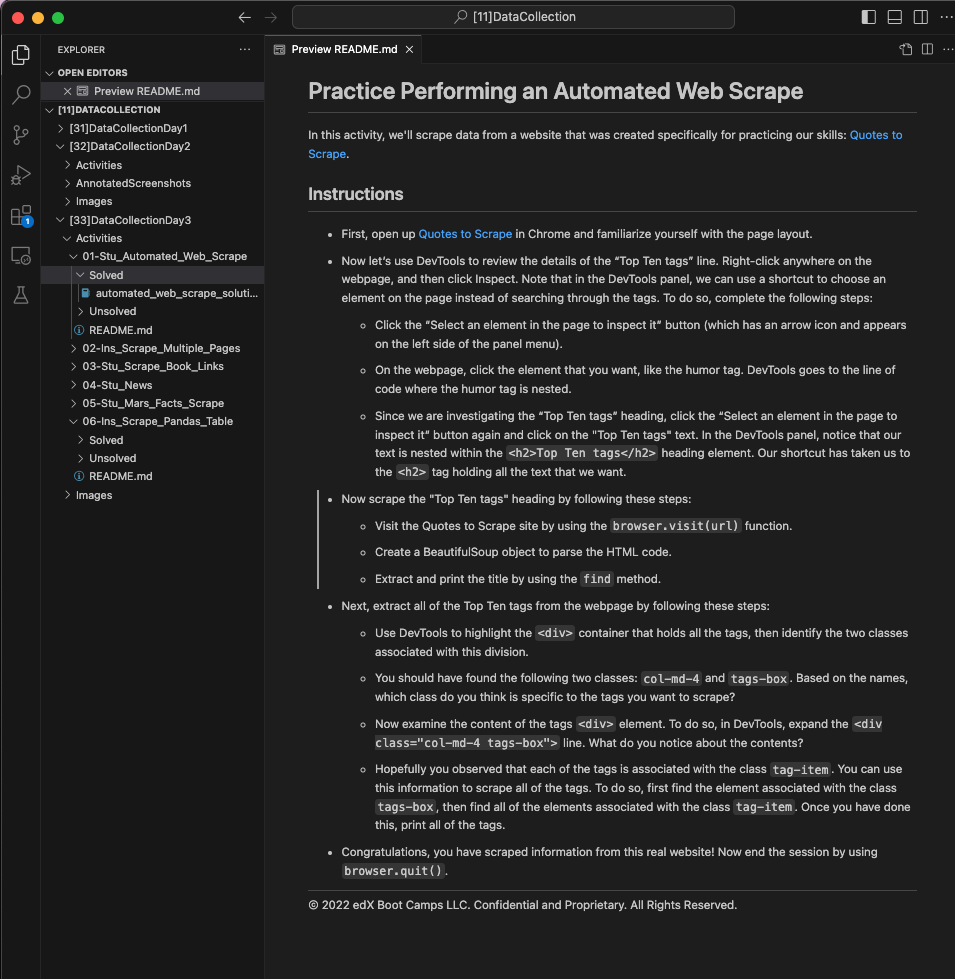 [11]DataCollection
EXPLORER
OPEN EDITORS
Preview README.md
[11]DATACOLLECTION
[31]DataCollectionDay1
[32]DataCollectionDay2
Activities
AnnotatedScreenshots
Images
[33]DataCollectionDay3
Activities
01-Stu_Automated_Web_Scrape
Solved
automated_web_scrape_soluti...
Unsolved
README.md
02-Ins_Scrape_Multiple_Pages
03-Stu_Scrape_Book_Links
04-Stu_News
05-Stu_Mars_Facts_Scrape
06-Ins_Scrape_Pandas_Table
Solved
Unsolved
README.md
Images
1
Preview README.md
Practice Performing an Automated Web Scrape
In this activity, we'll scrape data from a website that was created specifically for practicing our skills: Quotes to
Scrape.
Instructions
• First, open up Quotes to Scrape in Chrome and familiarize yourself with the page layout.
• Now let’s use DevTools to review the details of the “Top Ten tags” line. Right-click anywhere on the
webpage, and then click Inspect. Note that in the DevTools panel, we can use a shortcut to choose an
element on the page instead of searching through the tags. To do so, complete the following steps:
◦ Click the “Select an element in the page to inspect it” button (which has an arrow icon and appears
on the left side of the panel menu).
◦ On the webpage, click the element that you want, like the humor tag. DevTools goes to the line of
code where the humor tag is nested.
◦ Since we are investigating the “Top Ten tags” heading, click the “Select an element in the page to
inspect it” button again and click on the "Top Ten tags" text. In the DevTools panel, notice that our
text is nested within the <h2>Top Ten tags</h2> heading element. Our shortcut has taken us to
the <h2> tag holding all the text that we want.
• Now scrape the "Top Ten tags" heading by following these steps:
◦ Visit the Quotes to Scrape site by using the browser.visit(url) function.
◦ Create a BeautifulSoup object to parse the HTML code.
◦ Extract and print the title by using the find method.
• Next, extract all of the Top Ten tags from the webpage by following these steps:
◦ Use DevTools to highlight the <div> container that holds all the tags, then identify the two classes
associated with this division.
◦ You should have found the following two classes: col-md-4 and tags-box. Based on the names,
which class do you think is specific to the tags you want to scrape?
◦ Now examine the content of the tags <div> element. To do so, in DevTools, expand the <div
class="col-md-4 tags-box"> line. What do you notice about the contents?
◦ Hopefully you observed that each of the tags is associated with the class tag-item. You can use
this information to scrape all of the tags. To do so, first find the element associated with the class
tags-box, then find all of the elements associated with the class tag-item. Once you have done
this, print all of the tags.
• Congratulations, you have scraped information from this real website! Now end the session by using
browser.quit().
© 2022 edX Boot Camps LLC. Confidential and Proprietary. All Rights Reserved.